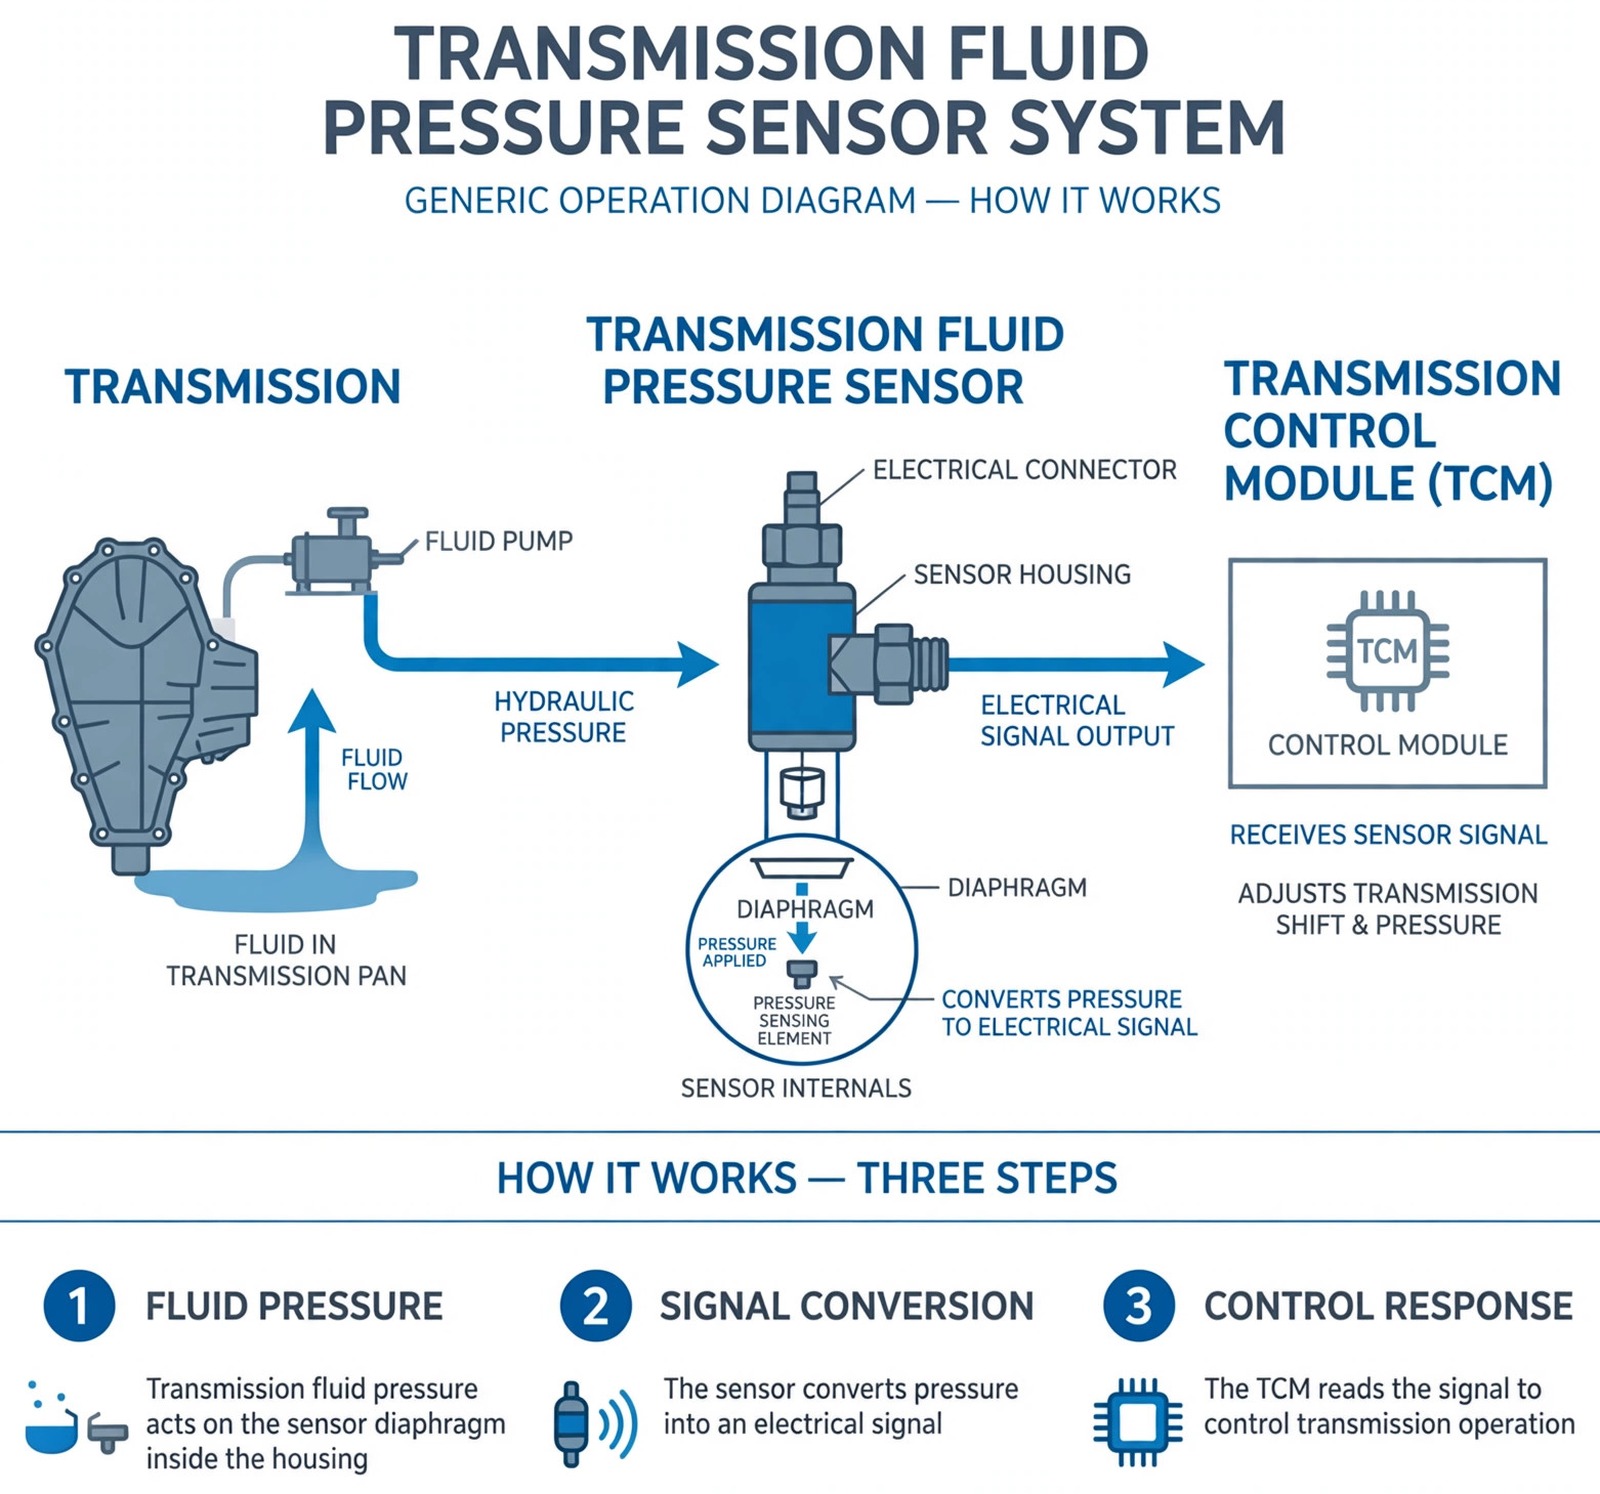 TRANSMISSION FLUID
PRESSURE SENSOR SYSTEM
GENERIC OPERATION DIAGRAM — HOW IT WORKS
TRANSMISSION
FLUID PUMP
HYDRAULIC
PRESSURE
FLUID
FLOW
FLUID IN
TRANSMISSION PAN
TRANSMISSION FLUID
PRESSURE SENSOR
ELECTRICAL CONNECTOR
SENSOR HOUSING
ELECTRICAL
SIGNAL OUTPUT
DIAPHRAGM
DIAPHRAGM
PRESSURE
APPLIED
PRESSURE
SENSING
ELEMENT
CONVERTS PRESSURE
TO ELECTRICAL SIGNAL
SENSOR INTERNALS
TRANSMISSION
CONTROL
MODULE (TCM)
TCM
CONTROL MODULE
RECEIVES SENSOR SIGNAL
ADJUSTS TRANSMISSION
SHIFT & PRESSURE
HOW IT WORKS — THREE STEPS
1 FLUID PRESSURE
Transmission fluid pressure
acts on the sensor diaphragm
inside the housing
2 SIGNAL CONVERSION
The sensor converts pressure
into an electrical signal
3 CONTROL RESPONSE
The TCM reads the signal to
control transmission operation